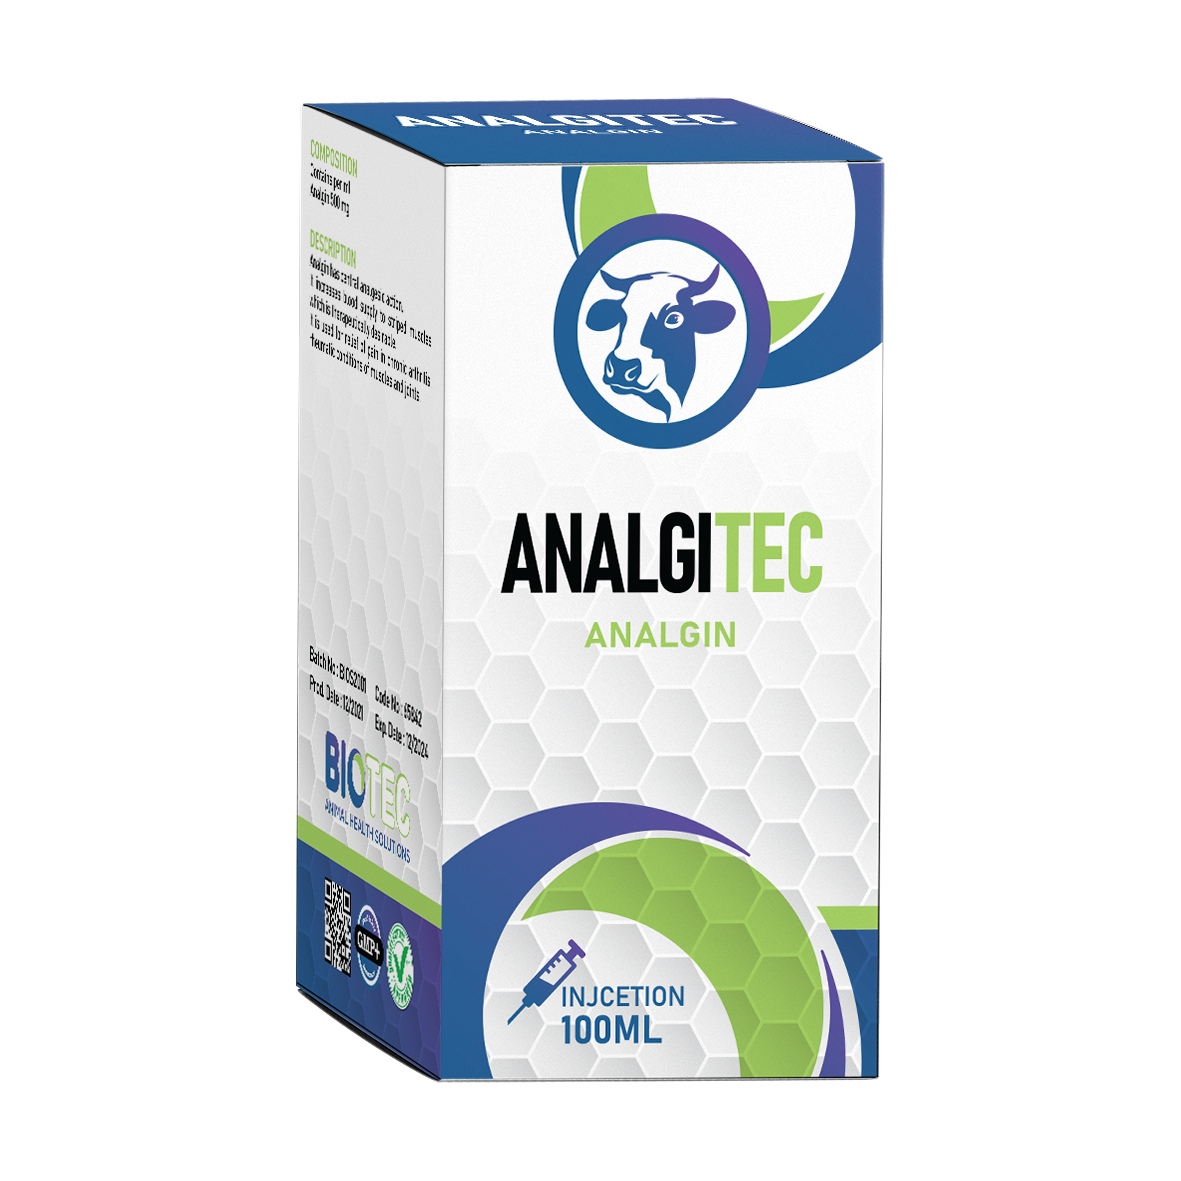 ANALGITEC
ANALGIN
COMPOSITION
Contains per ml
Analgin 500 mg
DESCRIPTION
Analgin has central analgesic action.
It increases blood supply to striped muscles
which is therapeutically desirable.
It is used for relief of pain in chronic arthritis
rheumatic conditions of muscles and joints.
Batch No : BIOS2001
Code No : 65842
Prod. Date : 12/2021
Exp. Date : 12/2024
BIOTEC
ANIMAL HEALTH SOLUTIONS
GMP+
ANALGITEC
ANALGIN
INJCETION
100ML